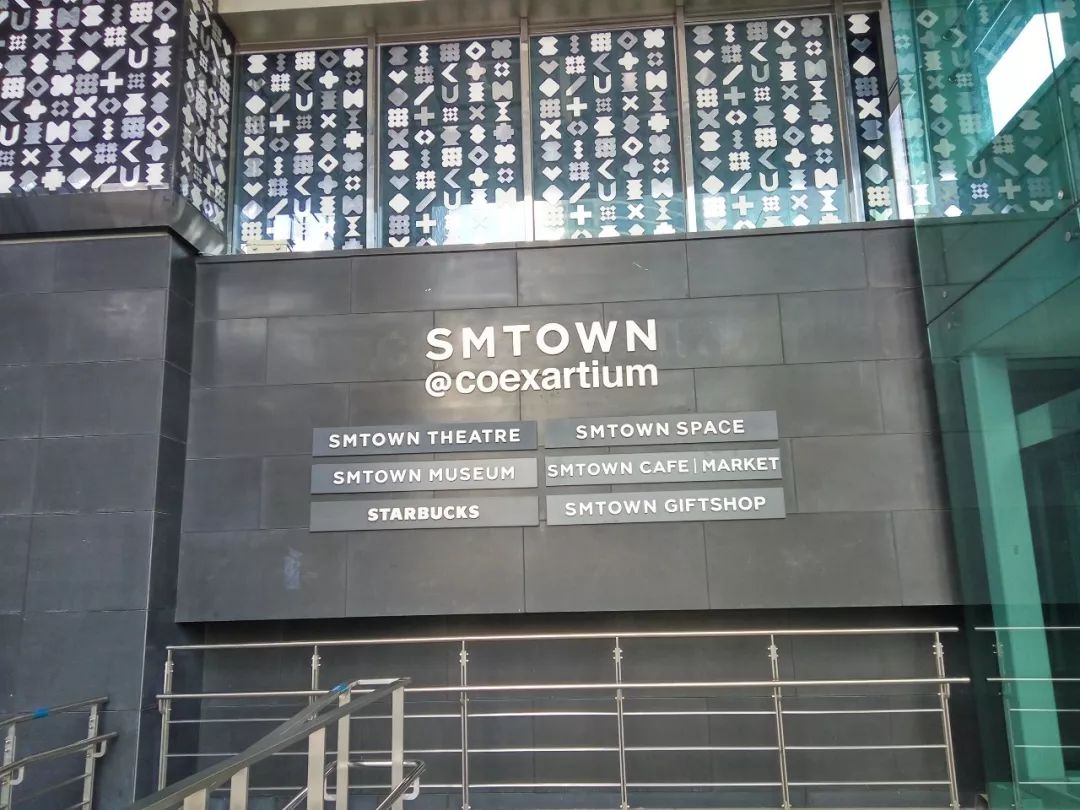 SMTOWN
@coexartium
SMTOWN THEATRE
SMTOWN SPACE
SMTOWN MUSEUM
SMTOWN CAFE | MARKET
STARBUCKS
SMTOWN GIFTSHOP